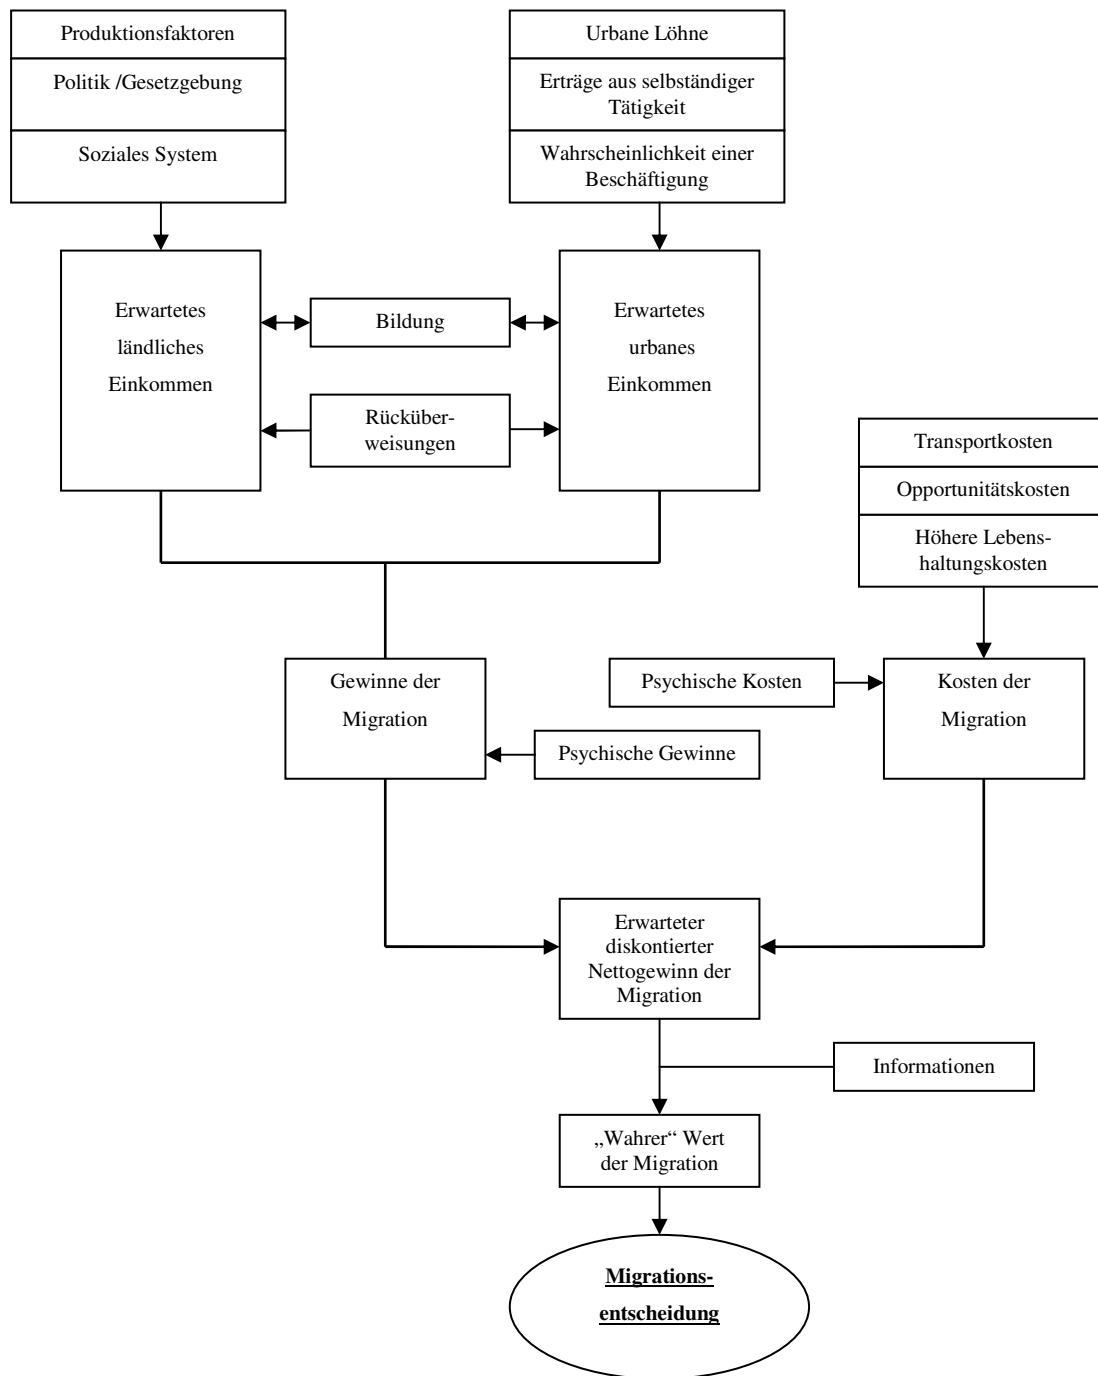 Produktionsfaktoren
Politik /Gesetzgebung
Soziales System
Urbane Löhne
Erträge aus selbständiger
Tätigkeit
Wahrscheinlichkeit einer
Beschäftigung
Erwartetes
ländliches
Einkommen
Bildung
Rücküber-
weisungen
Erwartetes
urbanes
Einkommen
Transportkosten
Opportunitätskosten
Höhere Lebens-
haltungskosten
Gewinne der
Migration
Psychische Gewinne
Psychische Kosten
Kosten der
Migration
Erwarteter
diskontierter
Nettogewinn der
Migration
Informationen
„Wahrer“ Wert
der Migration
Migrations-
entscheidung